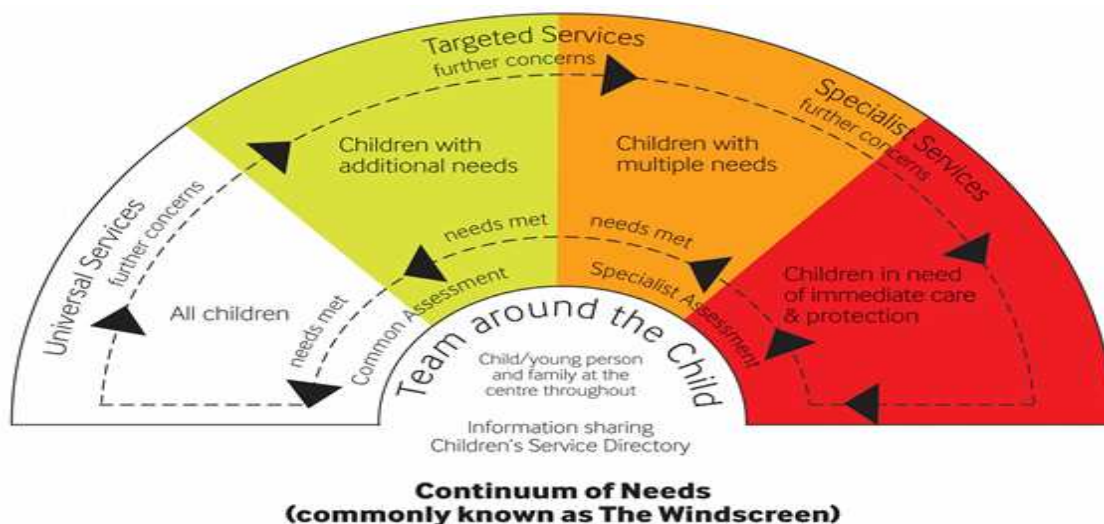 Targeted Services
further concerns
Specialist Services
further concerns
Universal Services
further concerns
Children with
additional needs
Children with
multiple needs
needs met
needs met
All children
needs met
Common Assessment
Specialist Assessment
Children in need
of immediate care
& protection
Team around the Child
Child/young person
and family at the
centre throughout
Information sharing
Children's Service Directory
Continuum of Needs
(commonly known as The Windscreen)